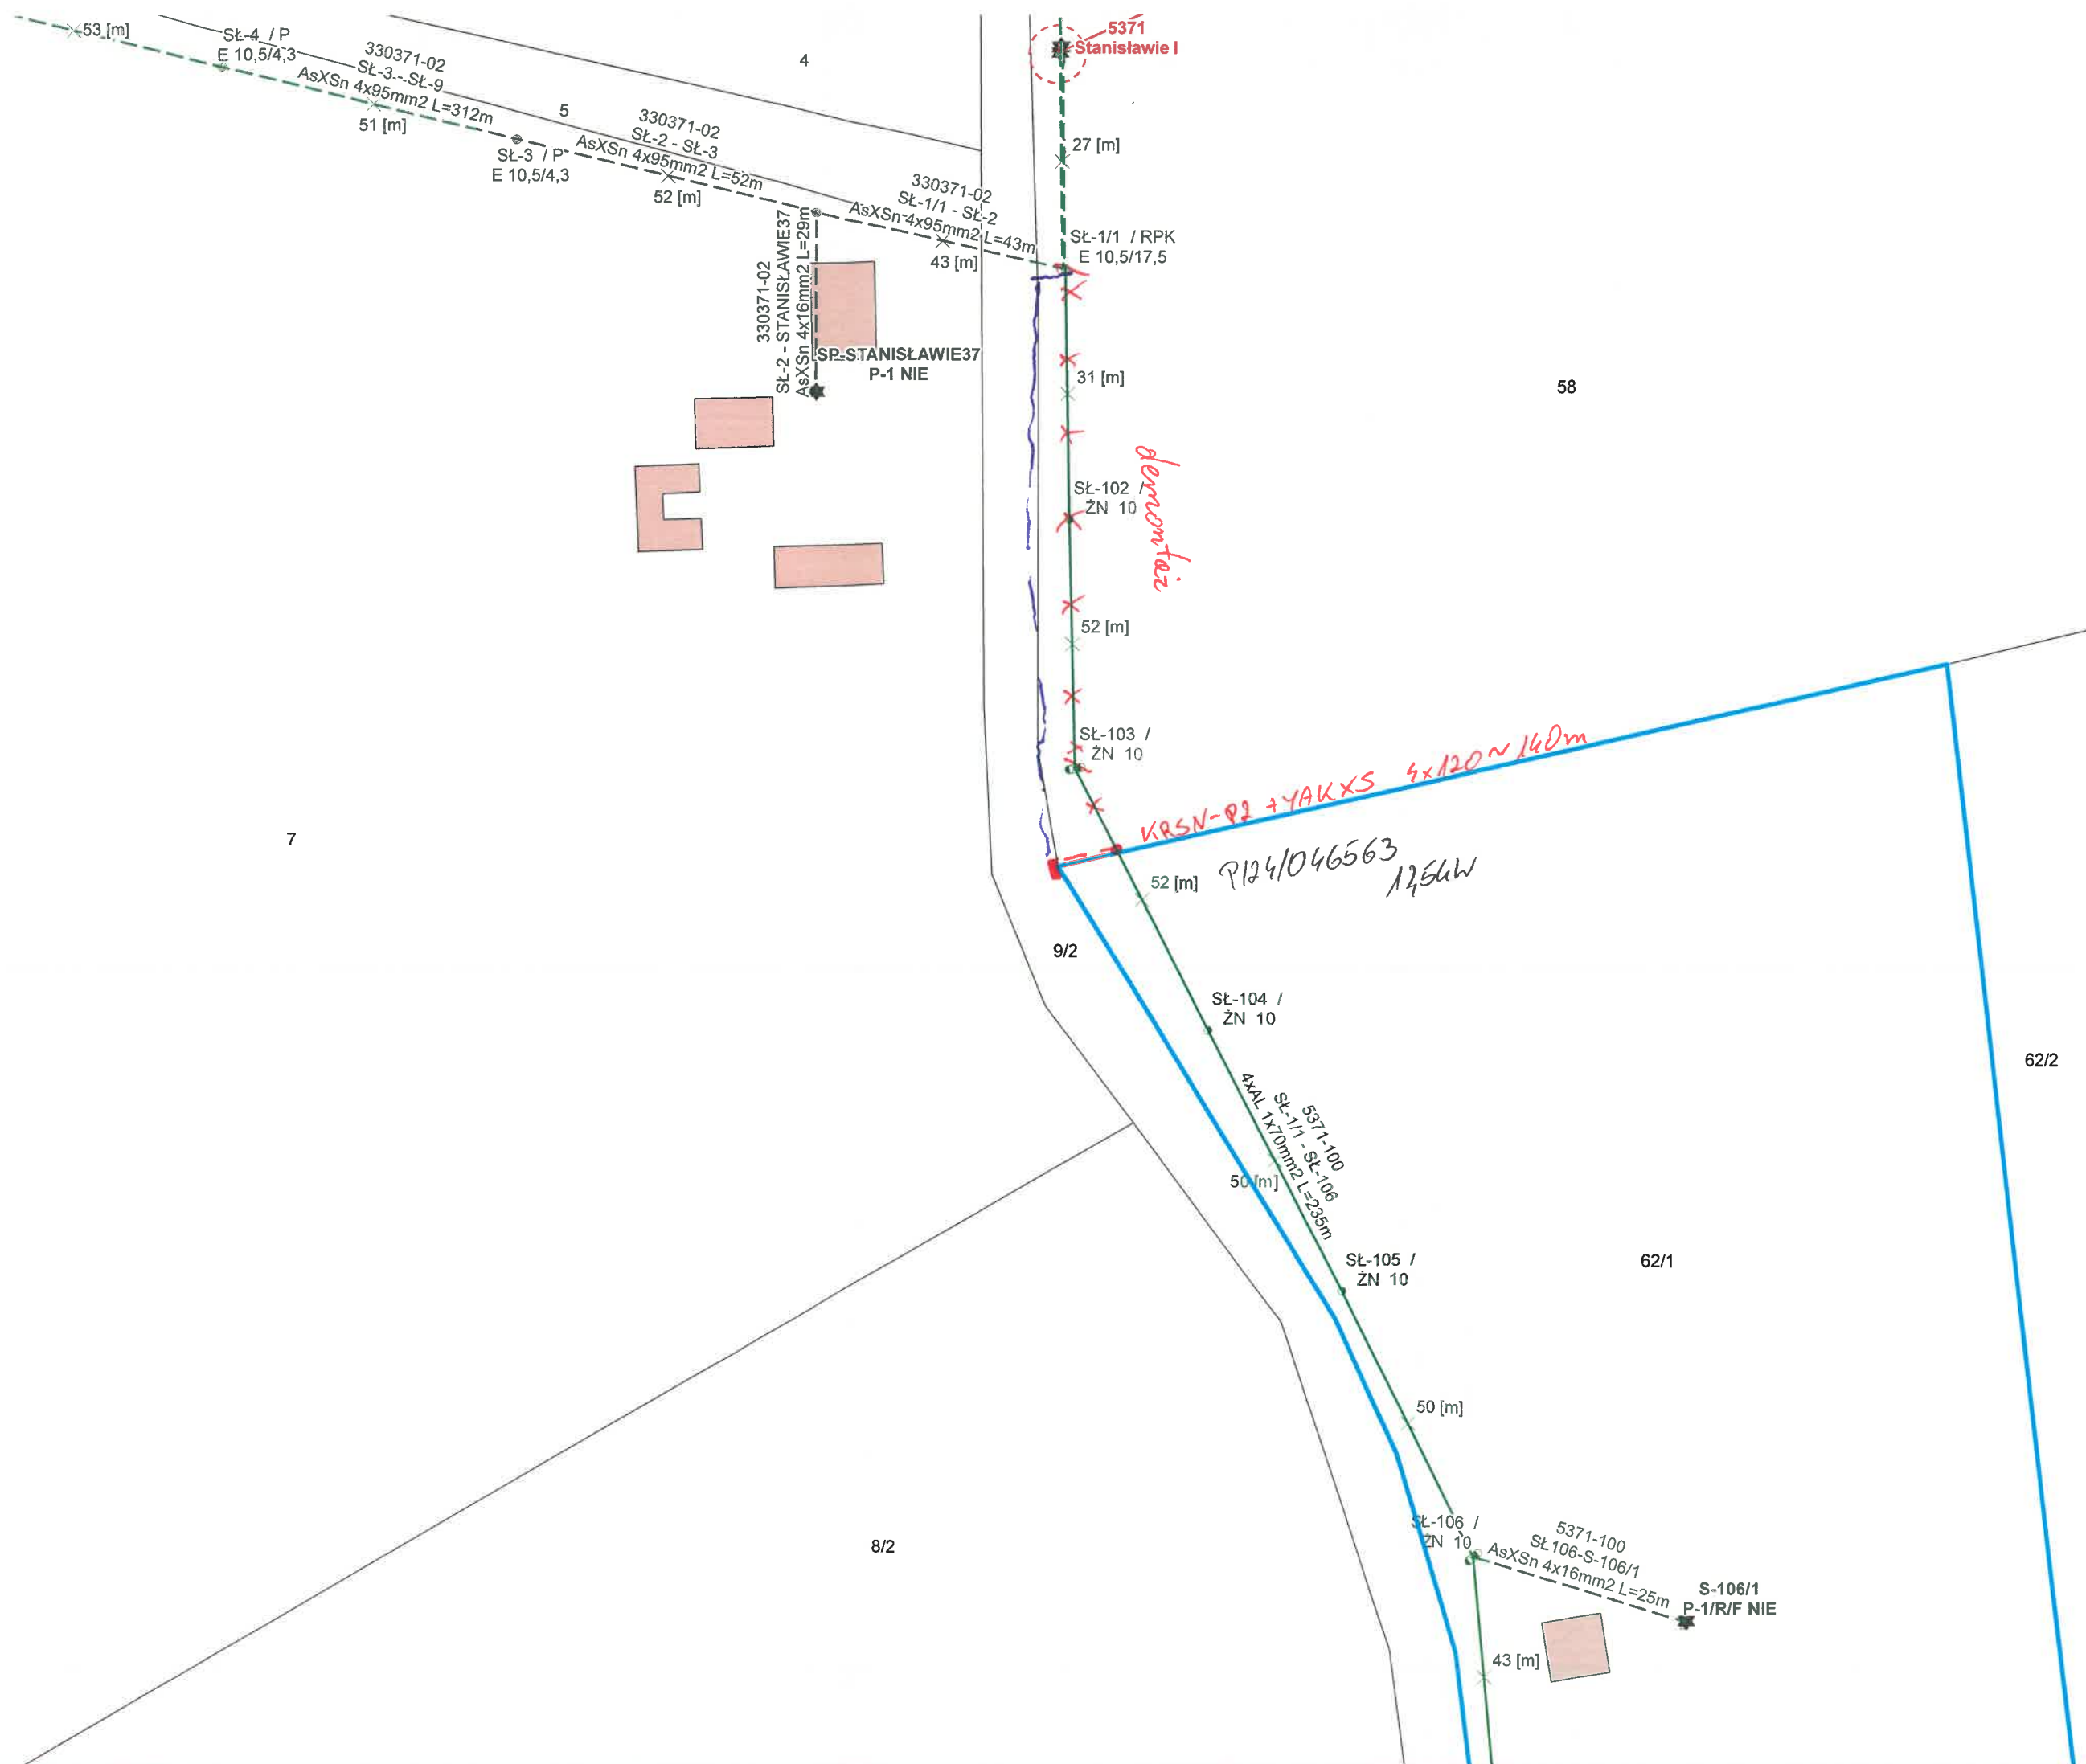 53 [m]
SŁ-4 / P
E 10,5/4,3
330371-02
SŁ-3--SŁ-9
AsXSn 4x95mm2 L=312m
51 [m]
5
4
SŁ-3 / P
E 10,5/4,3
330371-02
SŁ-2 - SŁ-3
AsXSn 4x95mm2 L=52m
52 [m]
330371-02
SŁ-1/1 - SŁ-2
AsXSn 4x95mm2 L=43m
43 [m]
5371
Stanisławie I
27 [m]
SŁ-1/1 / RPK
E 10,5/17,5
330371-02
SŁ-2 - STANISŁAWIE37
AsXSn 4x16mm2 L=29m
SP-STANISŁAWIE37
P-1 NIE
31 [m]
58
demontaż
SŁ-102 /
ŻN 10
52 [m]
SŁ-103 /
ŻN 10
KRSN-P2 + YAKXS 4x120 ~ 140m
P/24/046563
12,5kW
7
52 [m]
9/2
SŁ-104 /
ŻN 10
62/2
5371-100
SŁ-1/1 - SŁ-106
4xAL 1x70mm2 L=235m
50 [m]
SŁ-105 /
ŻN 10
62/1
50 [m]
8/2
SŁ-106 /
ŻN 10
5371-100
SŁ106-S-106/1
AsXSn 4x16mm2 L=25m
S-106/1
P-1/R/F NIE
43 [m]